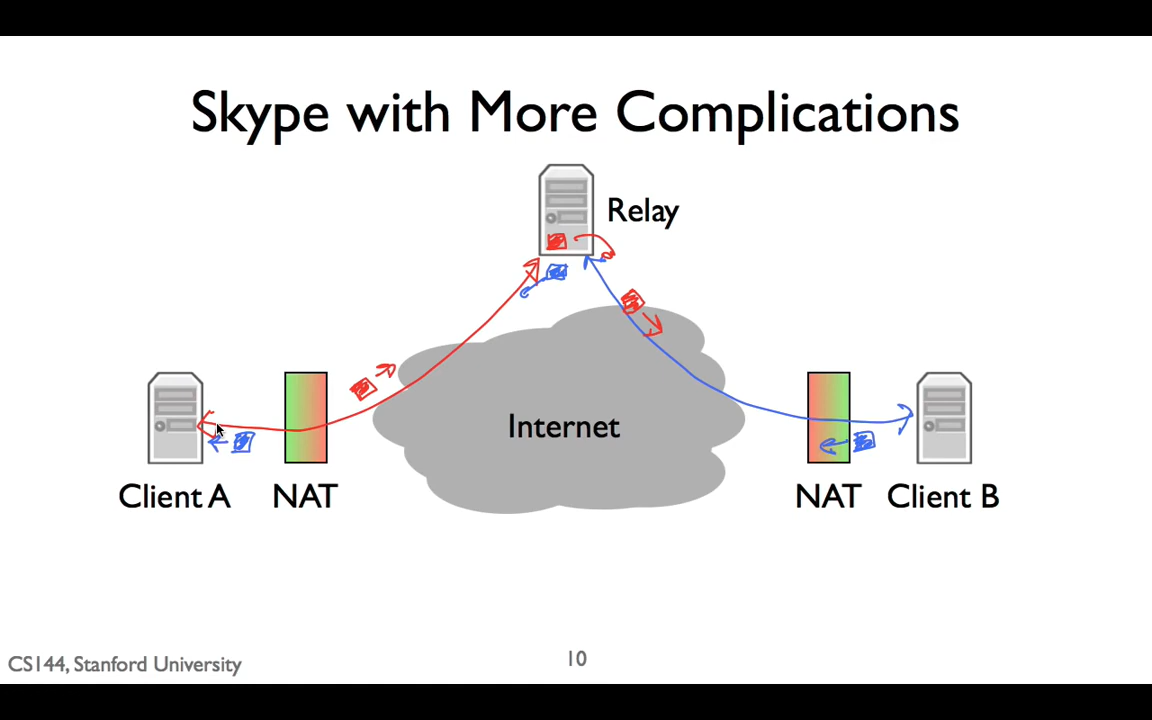 Skype with More Complications
Relay
Internet
Client A
NAT
NAT
Client B
CS144, Stanford University
10